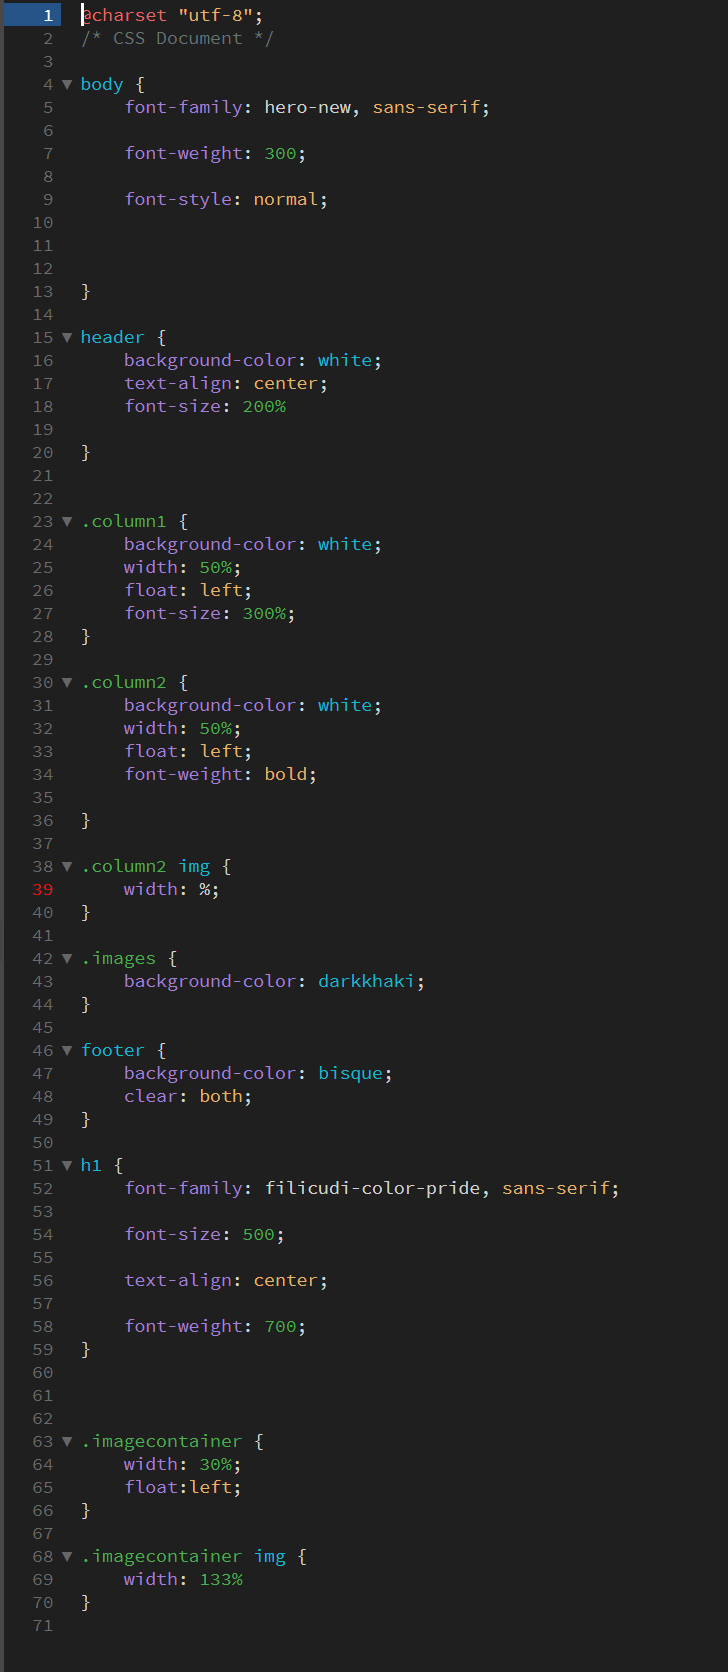 1 @charset "utf-8";
2 /* CSS Document */
3
4 ▼ body {
5 font-family: hero-new, sans-serif;
6
7 font-weight: 300;
8
9 font-style: normal;
10
11
12
13 }
14
15 ▼ header {
16 background-color: white;
17 text-align: center;
18 font-size: 200%
19
20 }
21
22
23 ▼ .column1 {
24 background-color: white;
25 width: 50%;
26 float: left;
27 font-size: 300%;
28 }
29
30 ▼ .column2 {
31 background-color: white;
32 width: 50%;
33 float: left;
34 font-weight: bold;
35
36 }
37
38 ▼ .column2 img {
39 width: %;
40 }
41
42 ▼ .images {
43 background-color: darkkhaki;
44 }
45
46 ▼ footer {
47 background-color: bisque;
48 clear: both;
49 }
50
51 ▼ h1 {
52 font-family: filicudi-color-pride, sans-serif;
53
54 font-size: 500;
55
56 text-align: center;
57
58 font-weight: 700;
59 }
60
61
62
63 ▼ .imagecontainer {
64 width: 30%;
65 float:left;
66 }
67
68 ▼ .imagecontainer img {
69 width: 133%
70 }
71